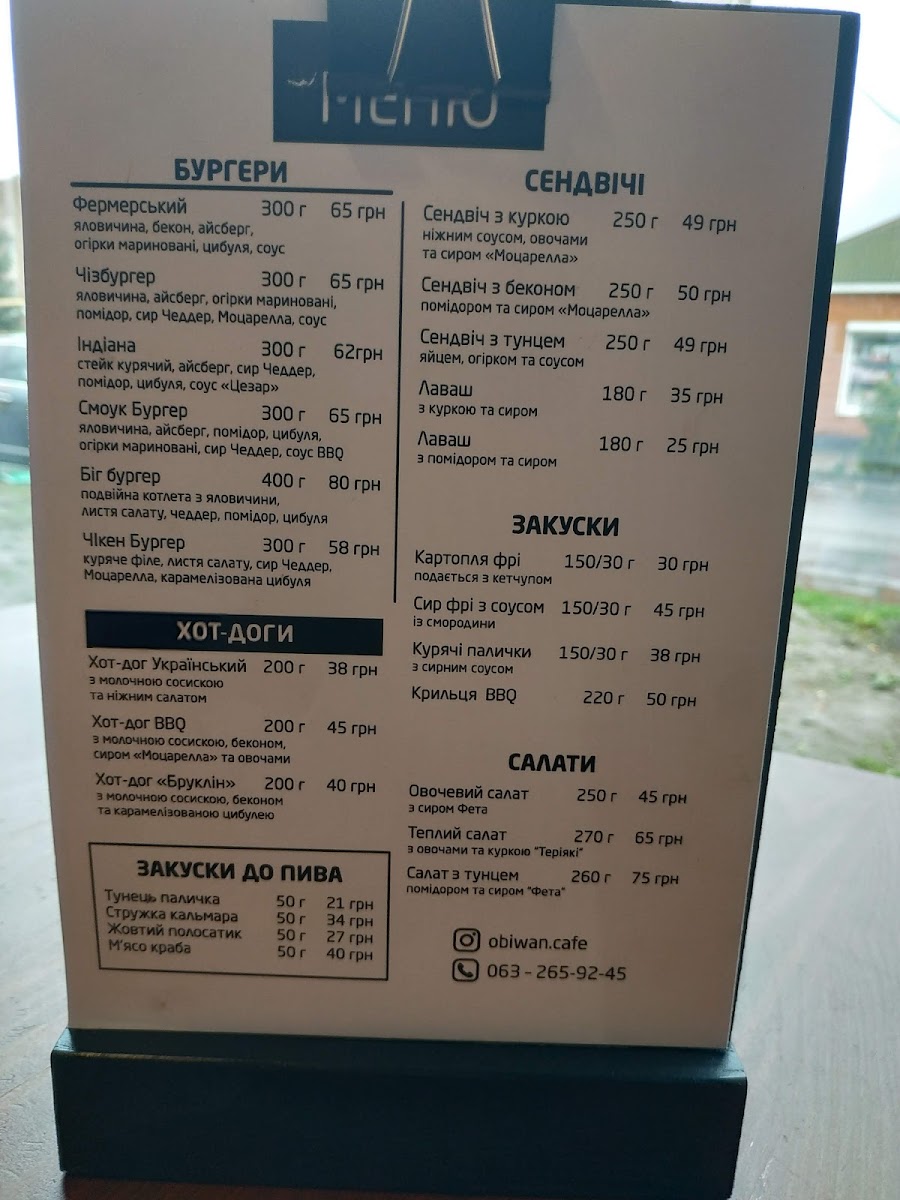 Меню
БУРГЕРИ
Фермерський 300 г 65 грн
яловичина, бекон, айсберг,
огірки мариновані, цибуля, соус
Чізбургер 300 г 65 грн
яловичина, айсберг, огірки мариновані,
помідор, сир Чеддер, Моцарелла, соус
Індіана 300 г 62грн
стейк курячий, айсберг, сир Чеддер,
помідор, цибуля, соус «Цезар»
Смоук Бургер 300 г 65 грн
яловичина, айсберг, помідор, цибуля,
огірки мариновані, сир Чеддер, соус BBQ
Біг бургер 400 г 80 грн
подвійна котлета з яловичини,
листя салату, чеддер, помідор, цибуля
ЧІкен Бургер 300 г 58 грн
куряче філе, листя салату, сир Чеддер,
Моцарелла, карамелізована цибуля
ХОТ-ДОГИ
Хот-дог Український 200 г 38 грн
з молочною сосискою
та ніжним салатом
Хот-дог BBQ 200 г 45 грн
з молочною сосискою, беконом,
сиром «Моцарелла» та овочами
Хот-дог «Бруклін» 200 г 40 грн
з молочною сосискою, беконом
та карамелізованою цибулею
ЗАКУСКИ ДО ПИВА
Тунець паличка 50 г 21 грн
Стружка кальмара 50 г 34 грн
Жовтий полосатик 50 г 27 грн
М'ясо краба 50 г 40 грн
СЕНДВІЧІ
Сендвіч з куркою 250 г 49 грн
ніжним соусом, овочами
та сиром «Моцарелла»
Сендвіч з беконом 250 г 50 грн
помідором та сиром «Моцарелла»
Сендвіч з тунцем 250 г 49 грн
яйцем, огірком та соусом
Лаваш 180 г 35 грн
з куркою та сиром
Лаваш 180 г 25 грн
з помідором та сиром
ЗАКУСКИ
Картопля фрі 150/30 г 30 грн
подається з кетчупом
Сир фрі з соусом 150/30 г 45 грн
із смородини
Курячі палички 150/30 г 38 грн
з сирним соусом
Крильця BBQ 220 г 50 грн
САЛАТИ
Овочевий салат 250 г 45 грн
з сиром Фета
Теплий салат 270 г 65 грн
з овочами та куркою "Теріякі"
Салат з тунцем 260 г 75 грн
помідором та сиром "Фета"
obiwan.cafe
063 - 265-92-45